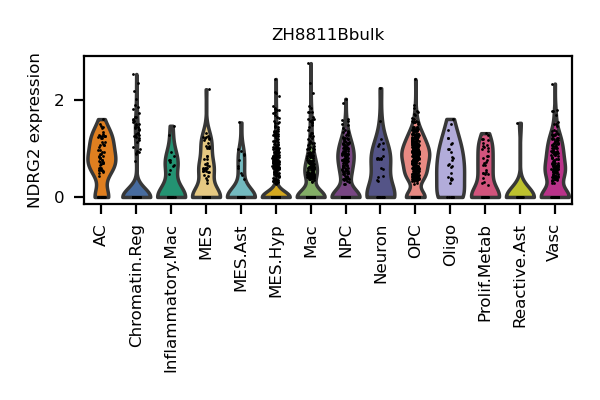 ZH8811Bbulk
NDRG2 expression
2
0
AC
Chromatin.Reg
Inflammatory.Mac
MES
MES.Ast
MES.Hyp
Mac
NPC
Neuron
OPC
Oligo
Prolif.Metab
Reactive.Ast
Vasc